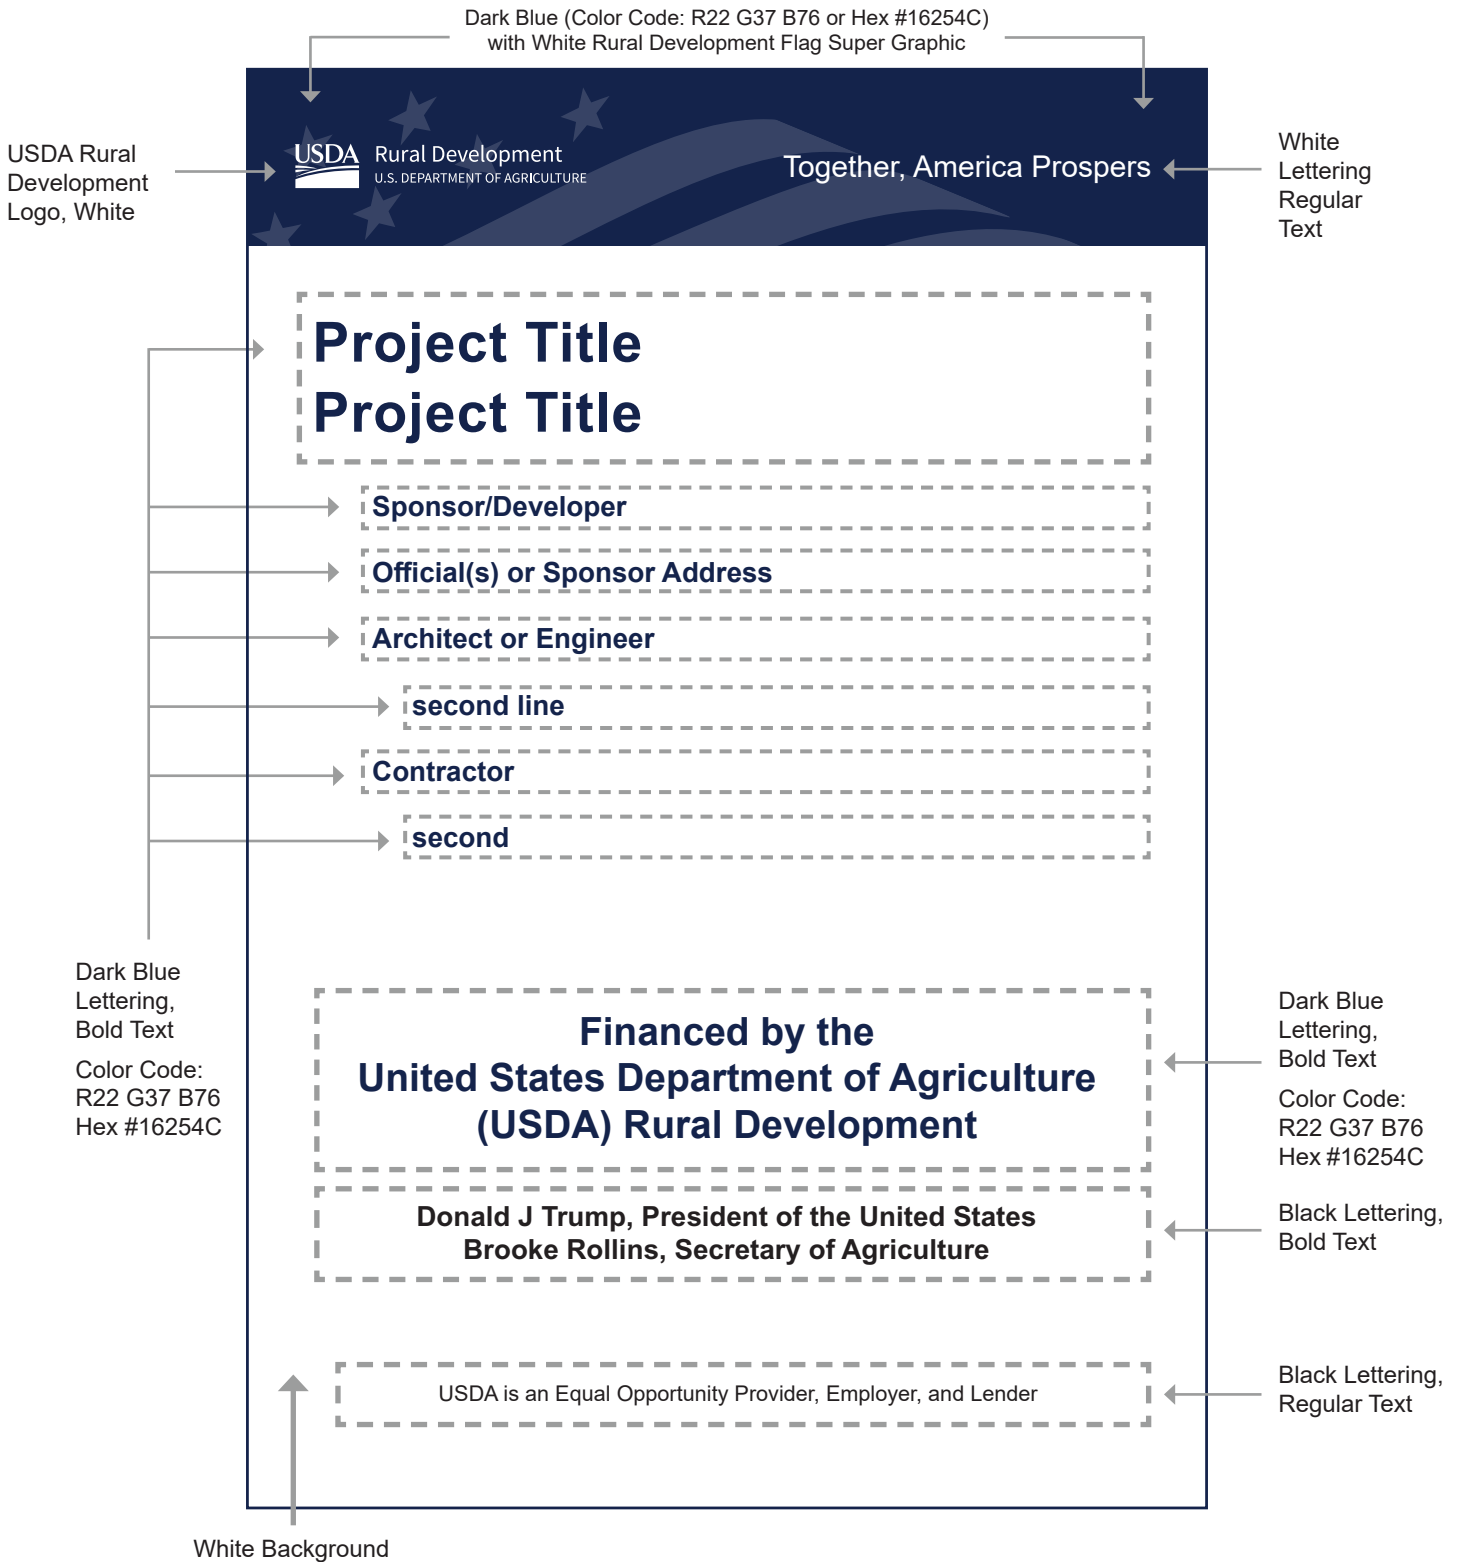 Dark Blue (Color Code: R22 G37 B76 or Hex #16254C)
with White Rural Development Flag Super Graphic
USDA Rural
Development
Logo, White
USDA
Rural Development
U.S. DEPARTMENT OF AGRICULTURE
Together, America Prospers
White
Lettering
Regular
Text
Project Title
Project Title
Sponsor/Developer
Official(s) or Sponsor Address
Architect or Engineer
second line
Contractor
second
Dark Blue
Lettering,
Bold Text
Color Code:
R22 G37 B76
Hex #16254C
Financed by the
United States Department of Agriculture
(USDA) Rural Development
Dark Blue
Lettering,
Bold Text
Color Code:
R22 G37 B76
Hex #16254C
Donald J Trump, President of the United States
Brooke Rollins, Secretary of Agriculture
Black Lettering,
Bold Text
USDA is an Equal Opportunity Provider, Employer, and Lender
Black Lettering,
Regular Text
White Background